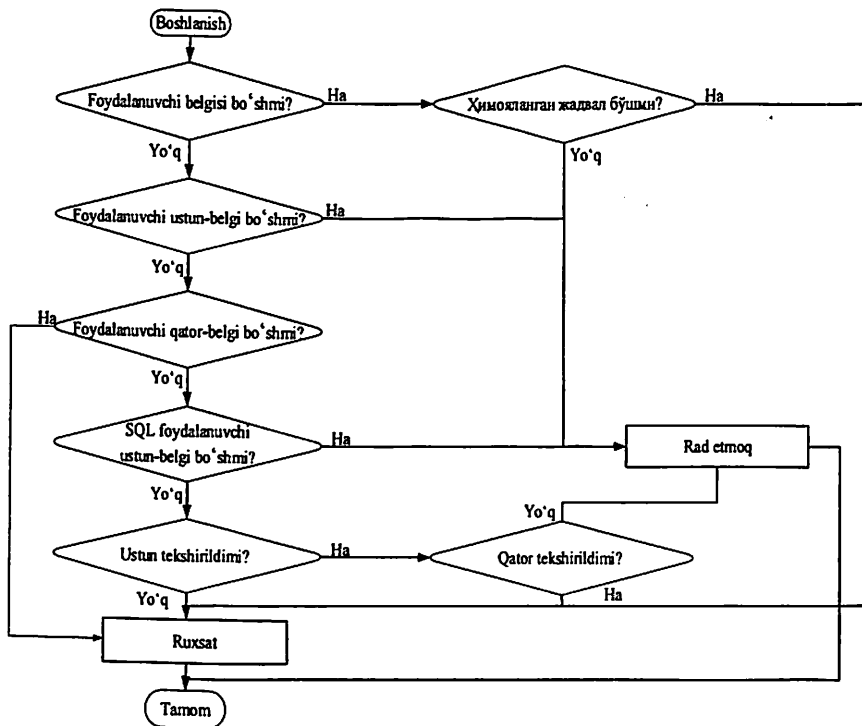 Boshlanish
Foydalanuvchi belgisi bo‘shmi?
Ha
Ҳимояланган жадвал бўшми?
Ha
Yo‘q
Yo‘q
Foydalanuvchi ustun-belgi bo‘shmi?
Ha
Yo‘q
Ha
Foydalanuvchi qator-belgi bo‘shmi?
Yo‘q
SQL foydalanuvchi
ustun-belgi bo‘shmi?
Ha
Rad etmoq
Yo‘q
Yo‘q
Ustun tekshirildimi?
Ha
Qator tekshirildimi?
Yo‘q
Ha
Ruxsat
Tamom